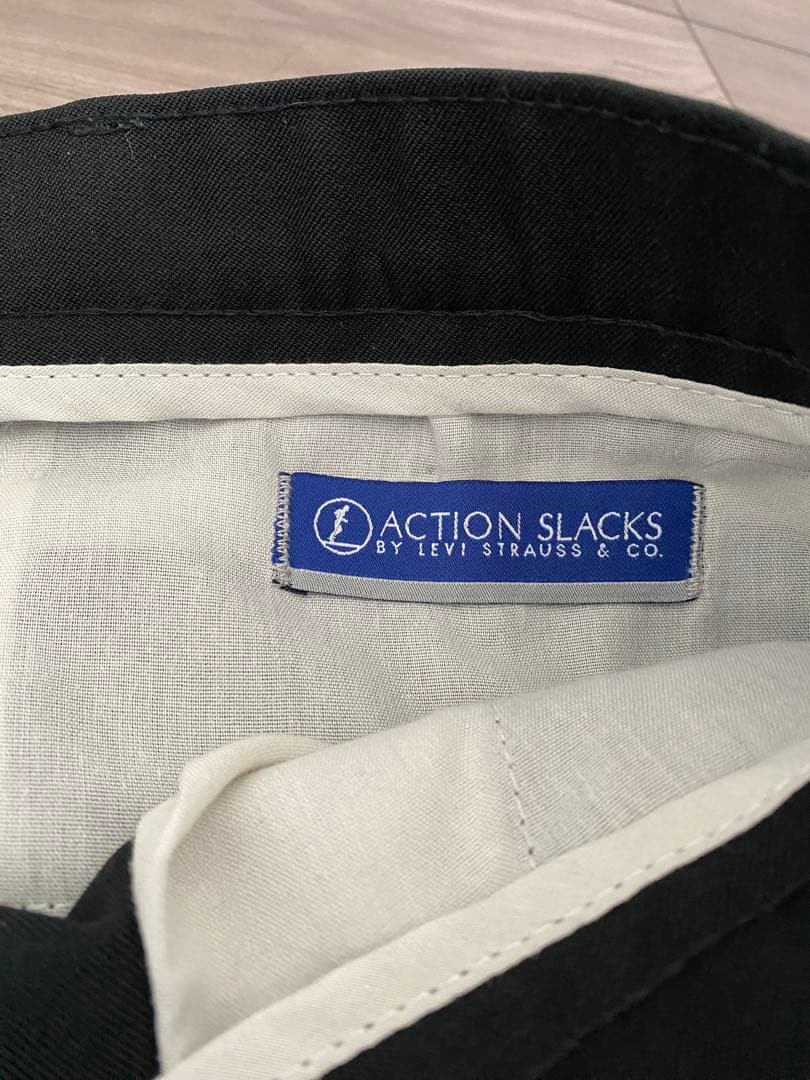 ACTION SLACKS
BY LEVI STRAUSS & CO.